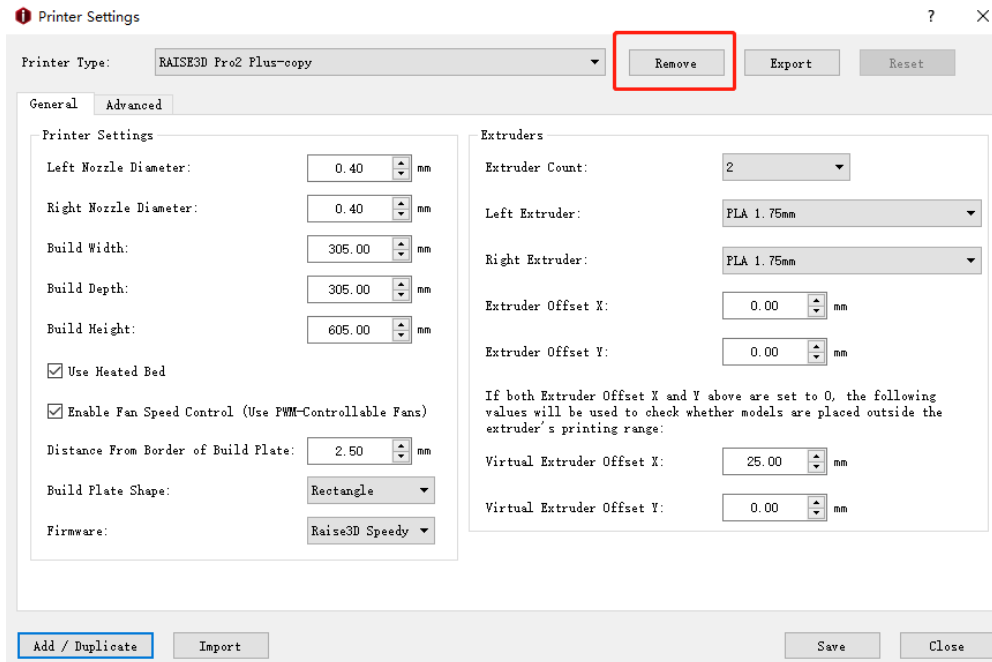 Printer Settings
?
Printer Type: RAISE3D Pro2 Plus-copy Remove Export Reset
General Advanced
Printer Settings
Left Nozzle Diameter: 0.40 mm
Right Nozzle Diameter: 0.40 mm
Build Width: 305.00 mm
Build Depth: 305.00 mm
Build Height: 605.00 mm
Use Heated Bed
Enable Fan Speed Control (Use PWM-Controllable Fans)
Distance From Border of Build Plate: 2.50 mm
Build Plate Shape: Rectangle
Firmware: Raise3D Speedy
Extruders
Extruder Count: 2
Left Extruder: PLA 1.75mm
Right Extruder: PLA 1.75mm
Extruder Offset X: 0.00 mm
Extruder Offset Y: 0.00 mm
If both Extruder Offset X and Y above are set to 0, the following
values will be used to check whether models are placed outside the
extruder's printing range:
Virtual Extruder Offset X: 25.00 mm
Virtual Extruder Offset Y: 0.00 mm
Add / Duplicate Import Save Close